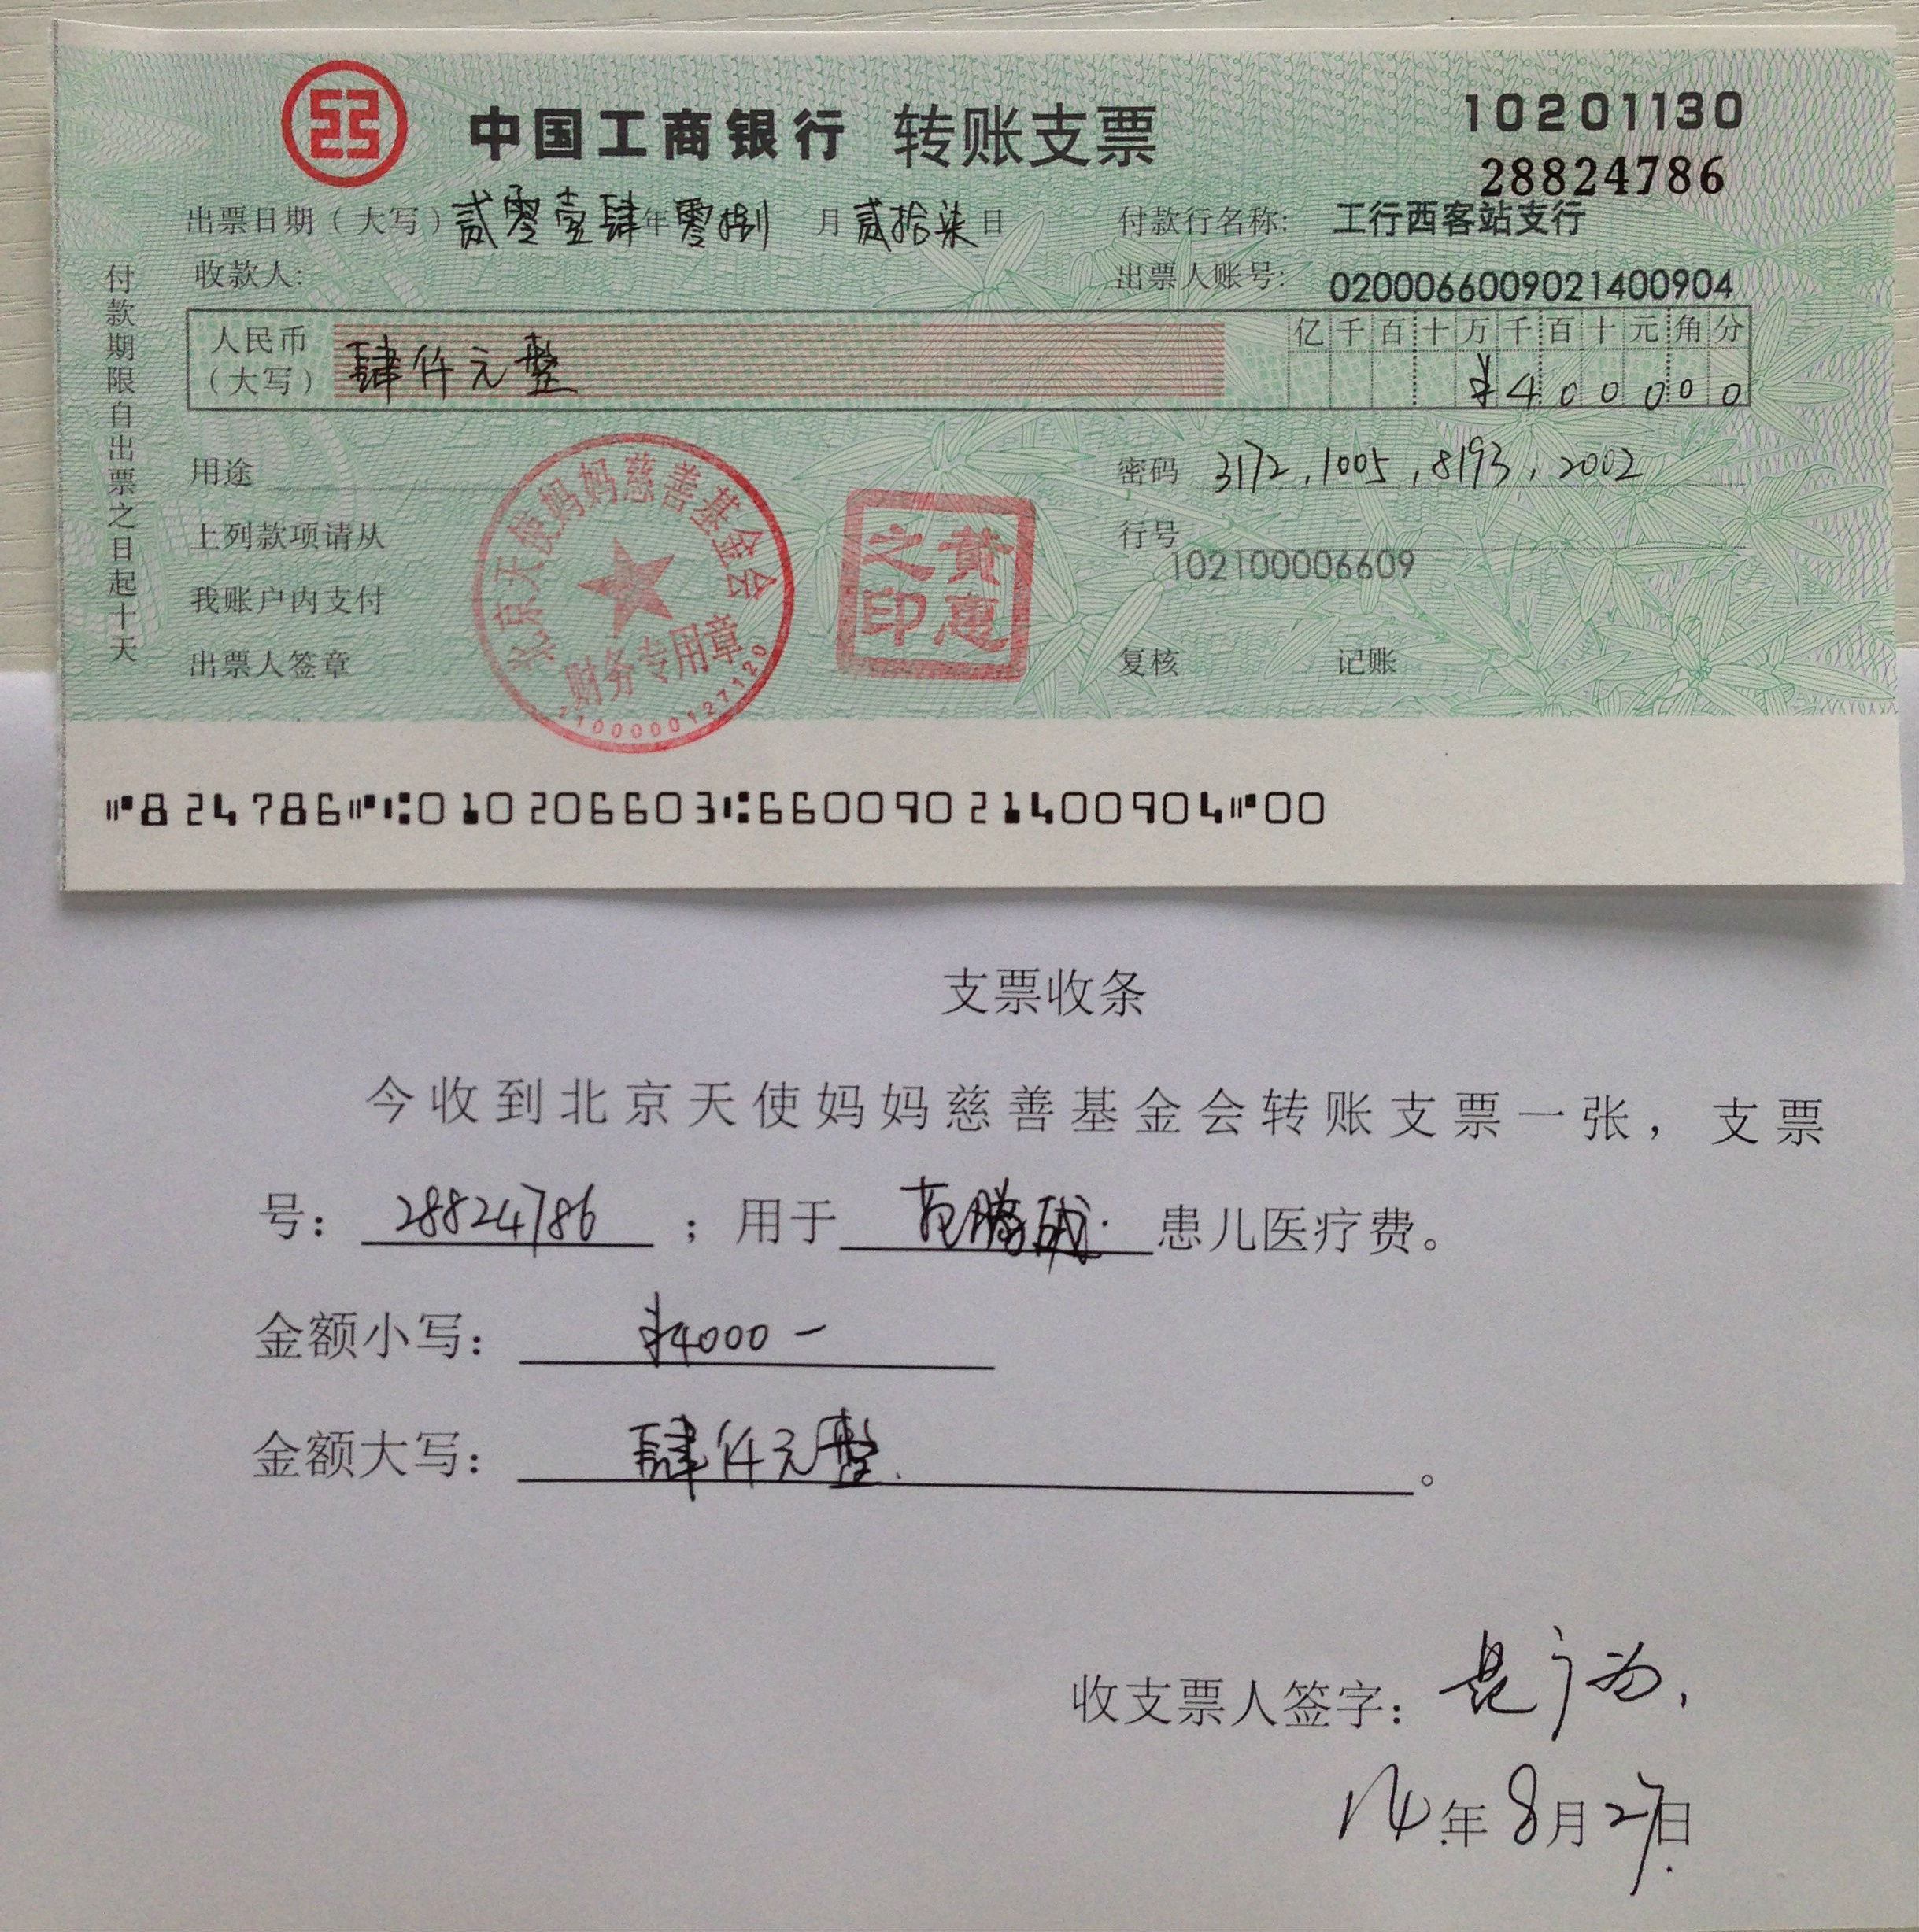 中国工商银行 转账支票
10201130
28824786
出票日期（大写）贰零壹肆年零捌月贰拾柒日
付款行名称：工行西客站支行
收款人：
出票人账号：0200066009021400904
付款期限自出票之日起十天
人民币（大写）肆仟元整
亿千百十万千百十元角分
¥400000
用途
密码 3172,1005,8193,2002
上列款项请从
行号
102100006609
我账户内支付
出票人签章
复核 记账
北京天使妈妈慈善基金会
财务专用章
1100000127120
黄惠之印
⑈824786⑈⑆010206603⑆66009021400904⑈00
支票收条
今收到北京天使妈妈慈善基金会转账支票一张，支票
号：28824786；用于范腾 患儿医疗费。
金额小写：¥4000-
金额大写：肆仟元整.。
收支票人签字：
14年8月27日